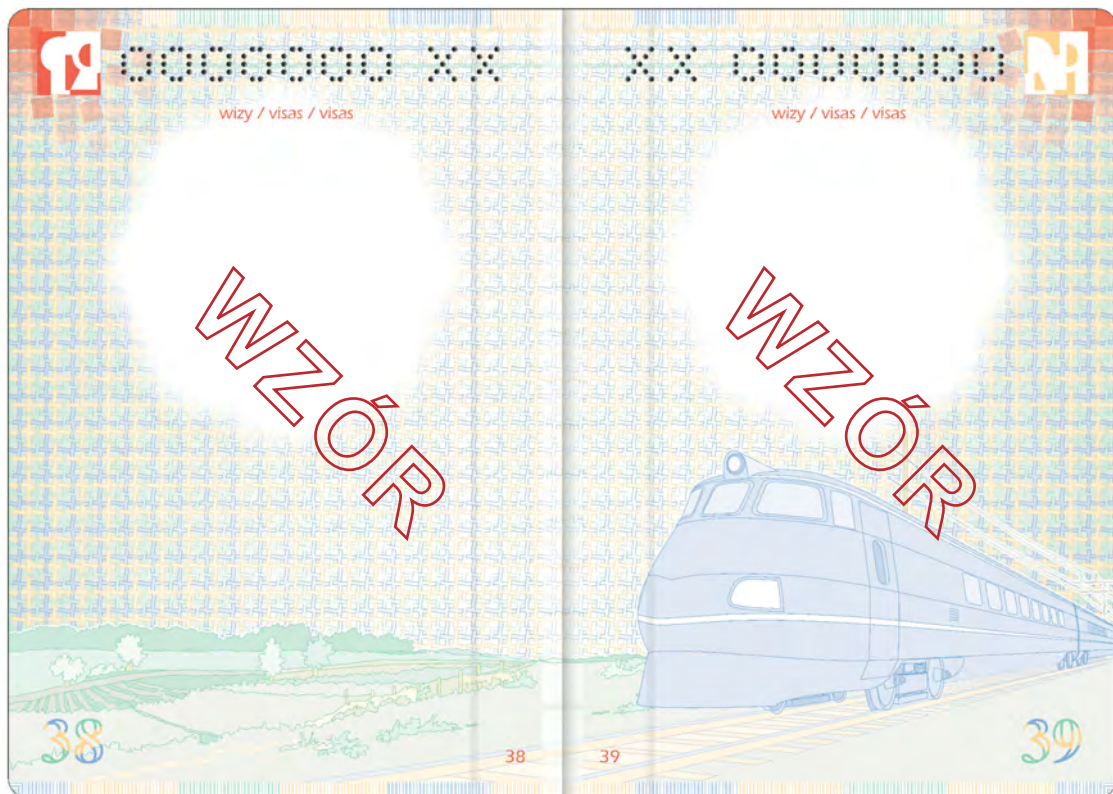 0000000 XX
wizy / visas / visas
WZÓR
38
38
XX 0000000
wizy / visas / visas
WZÓR
39
39